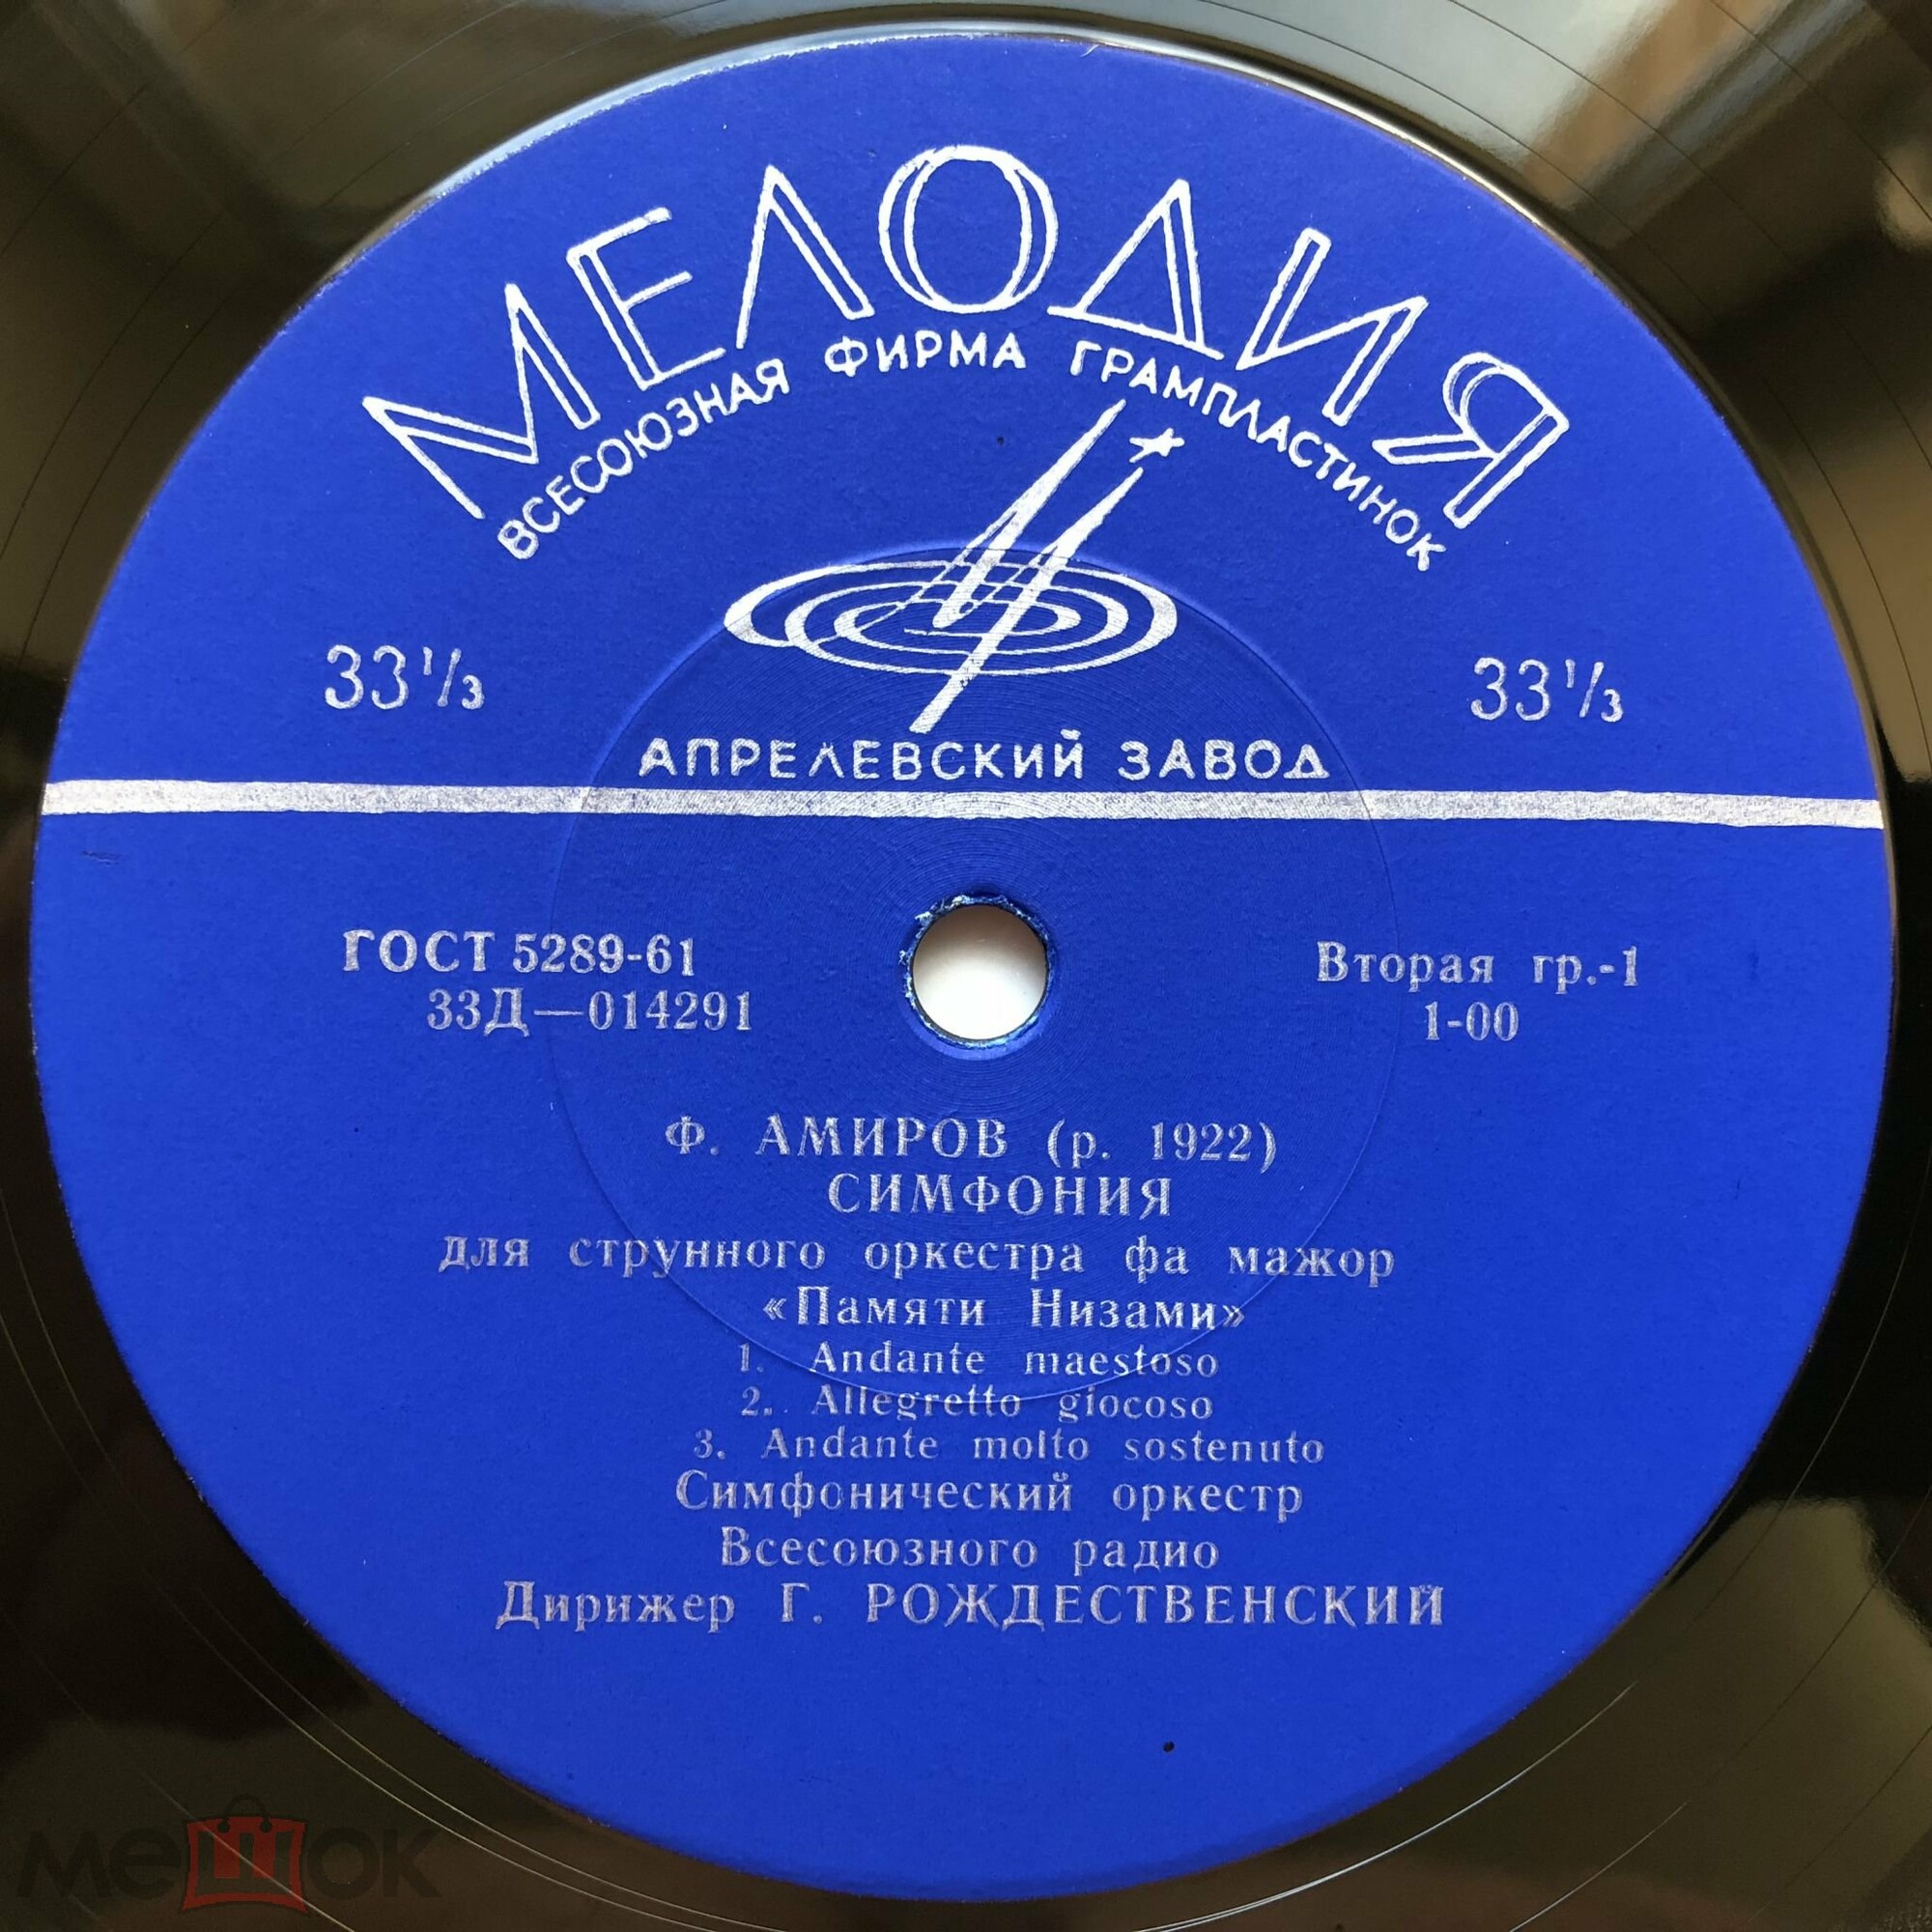 МЕЛОДИЯ
ВСЕСОЮЗНАЯ ФИРМА ГРАМПЛАСТИНОК
33⅓ 33⅓
АПРЕЛЕВСКИЙ ЗАВОД
ГОСТ 5289-61 Вторая гр.-1
33Д—014291 1-00
Ф. АМИРОВ (р. 1922)
СИМФОНИЯ
для струнного оркестра фа мажор
«Памяти Низами»
1. Andante maestoso
2. Allegretto giocoso
3. Andante molto sostenuto
Симфонический оркестр
Всесоюзного радио
Дирижер Г. РОЖДЕСТВЕНСКИЙ
мешок